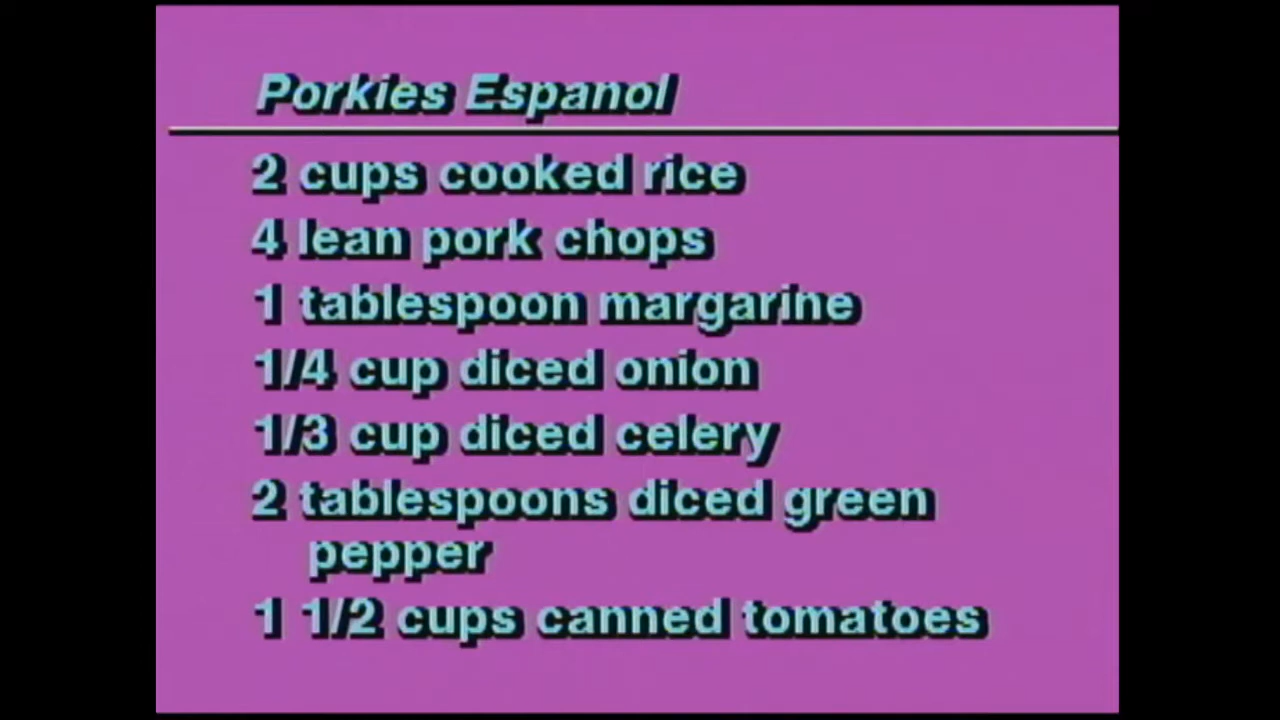 Porkies Espanol
2 cups cooked rice
4 lean pork chops
1 tablespoon margarine
1/4 cup diced onion
1/3 cup diced celery
2 tablespoons diced green
pepper
1 1/2 cups canned tomatoes